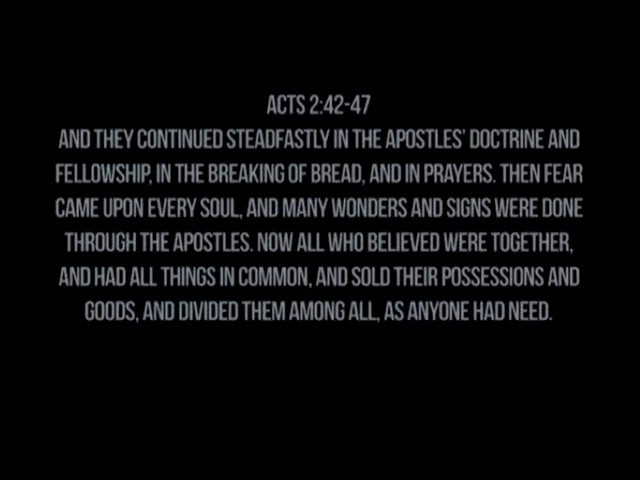 ACTS 2:42-47
AND THEY CONTINUED STEADFASTLY IN THE APOSTLES' DOCTRINE AND
FELLOWSHIP, IN THE BREAKING OF BREAD, AND IN PRAYERS. THEN FEAR
CAME UPON EVERY SOUL, AND MANY WONDERS AND SIGNS WERE DONE
THROUGH THE APOSTLES. NOW ALL WHO BELIEVED WERE TOGETHER,
AND HAD ALL THINGS IN COMMON, AND SOLD THEIR POSSESSIONS AND
GOODS, AND DIVIDED THEM AMONG ALL, AS ANYONE HAD NEED.